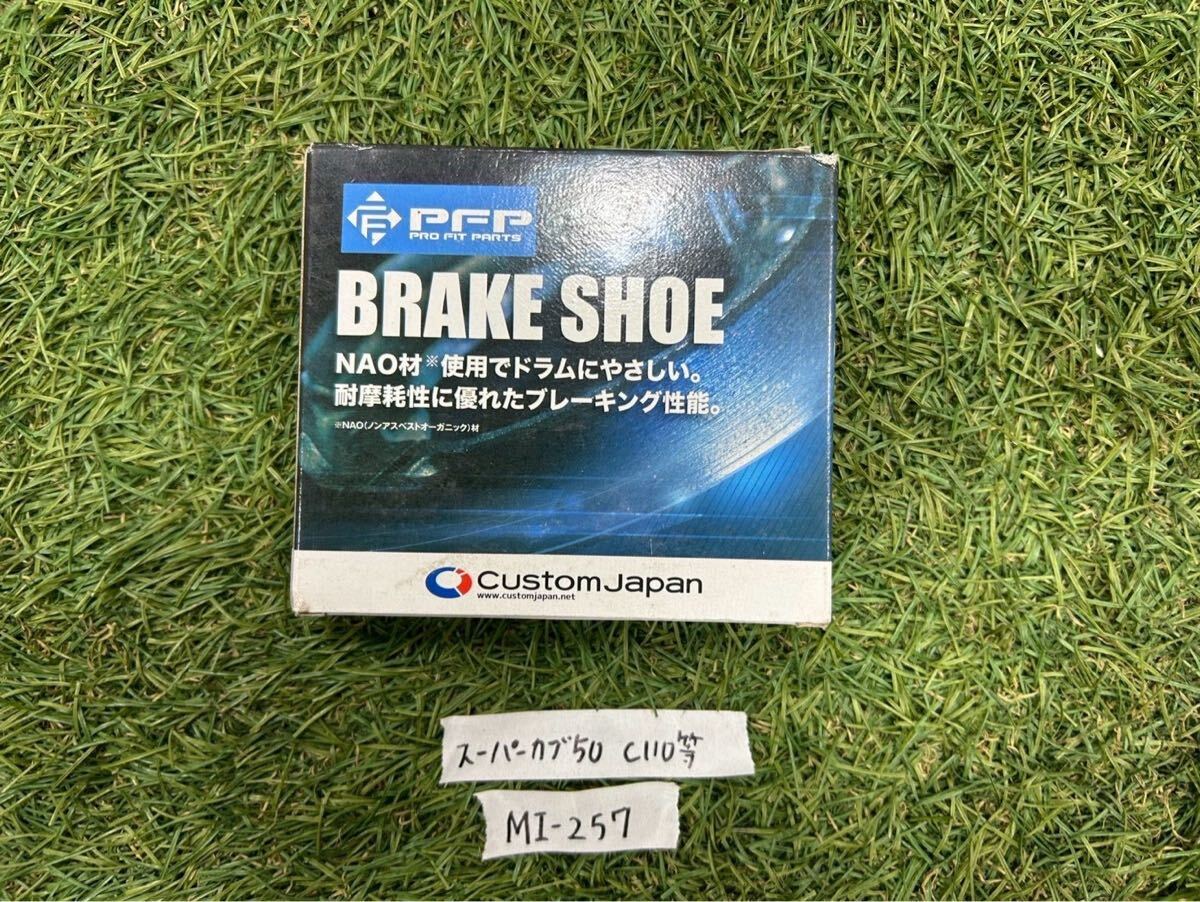 PFP
PRO FIT PARTS
BRAKE SHOE
NAO材※使用でドラムにやさしい。
耐摩耗性に優れたブレーキング性能。
※NAO(ノンアスベストオーガニック)材
CustomJapan
www.customjapan.net
スーパーカブ50 C110等
MI-257